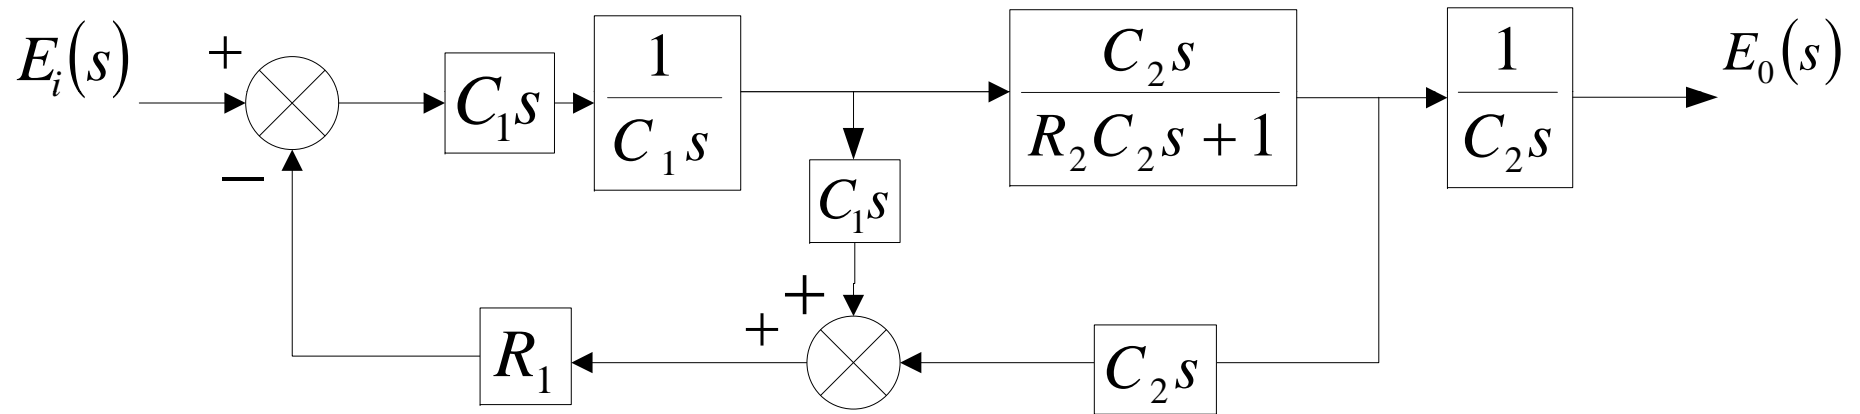 E_i(s)
+
−
C_1 s
1 / (C_1 s)
C_2 s / (R_2 C_2 s + 1)
1 / (C_2 s)
E_0(s)
C_1 s
+
+
R_1
C_2 s